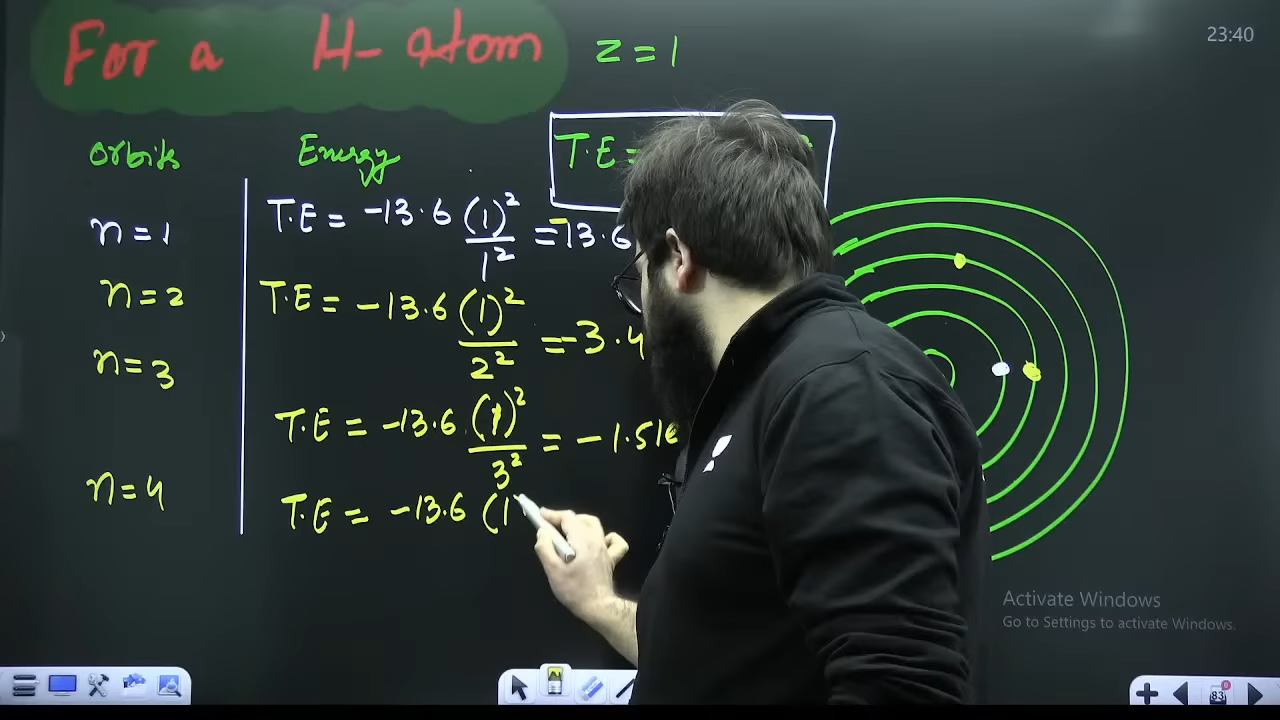 For a H-atom z=1
23:40
orbits Energy T.E=
n=1 T.E = -13.6 (1)²/1² = -13.6
n=2 T.E = -13.6 (1)²/2² = -3.4
n=3 T.E = -13.6 (1)²/3² = -1.51
n=4 T.E = -13.6 (1
Activate Windows
Go to Settings to activate Windows.
83